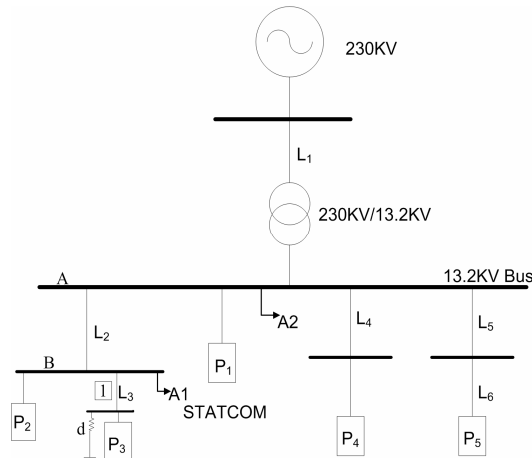 230KV
L1
230KV/13.2KV
A
13.2KV Bus
A2
L2
L4
L5
P1
B
1
L3
A1
STATCOM
L6
P2
d
P3
P4
P5